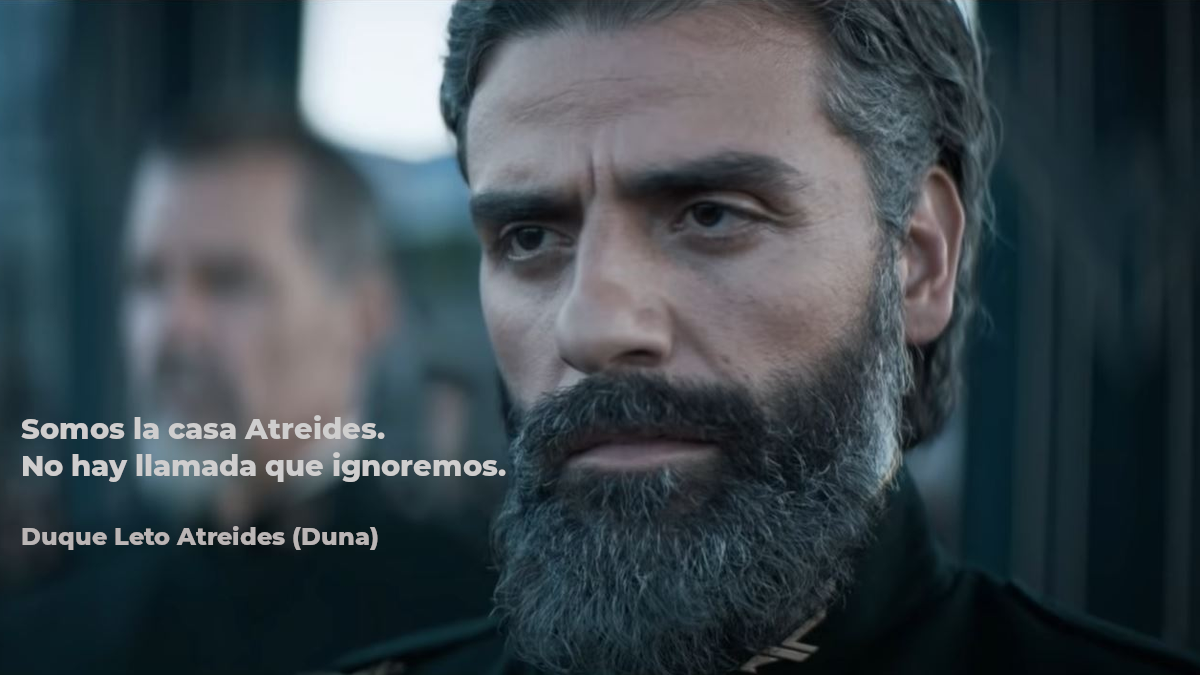 Somos la casa Atreides.
No hay llamada que ignoremos.
Duque Leto Atreides (Duna)